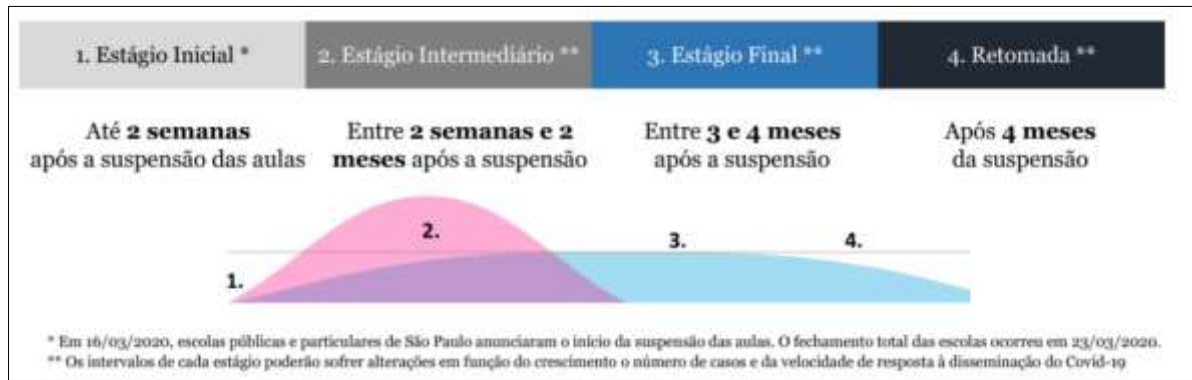 1. Estágio Inicial *
2. Estágio Intermediário **
3. Estágio Final **
4. Retomada **
Até 2 semanas
após a suspensão das aulas
Entre 2 semanas e 2
meses após a suspensão
Entre 3 e 4 meses
após a suspensão
Após 4 meses
da suspensão
1.
2.
3.
4.
* Em 16/03/2020, escolas públicas e particulares de São Paulo anunciaram o início da suspensão das aulas. O fechamento total das escolas ocorreu em 23/03/2020.
** Os intervalos de cada estágio poderão sofrer alterações em função do crescimento o número de casos e da velocidade de resposta à disseminação do Covid-19